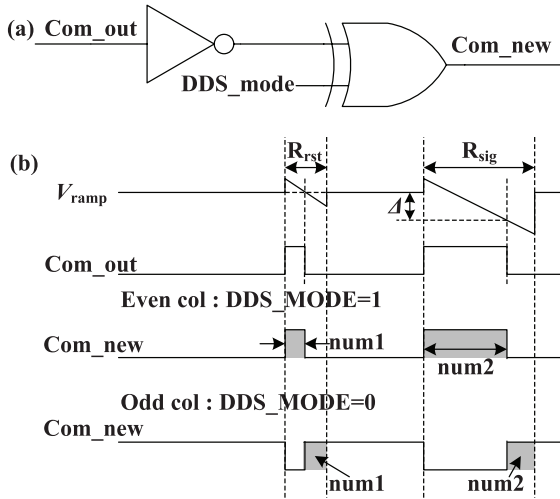 (a) Com_out
Com_new
DDS_mode
(b)
R_rst R_sig
V_ramp
Δ
Com_out
Even col : DDS_MODE=1
Com_new num1
num2
Odd col : DDS_MODE=0
Com_new
num1 num2